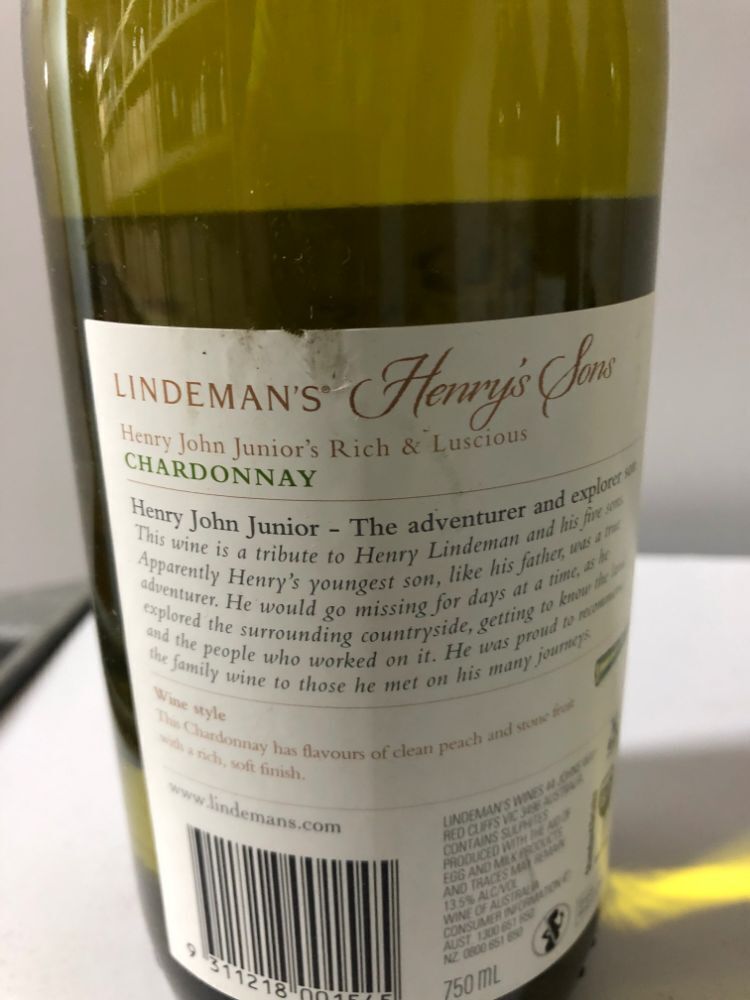 LINDEMAN'S® Henry's Sons
Henry John Junior's Rich & Luscious
CHARDONNAY
Henry John Junior – The adventurer and explorer son
This wine is a tribute to Henry Lindeman and his five sons.
Apparently Henry's youngest son, like his father, was a true
adventurer. He would go missing for days at a time, as he
explored the surrounding countryside, getting to know the
and the people who worked on it. He was proud to recommend
the family wine to those he met on his many journeys.
Wine style
This Chardonnay has flavours of clean peach and stone fruit
with a rich, soft finish.
www.lindemans.com
LINDEMAN'S WINES 44
RED CLIFFS VIC 3496 AUSTRALIA
CONTAINS SULPHITES
PRODUCED WITH THE AID OF
EGG AND MILK PRODUCTS
AND TRACES MAY REMAIN
13.5% ALC/VOL
WINE OF AUSTRALIA
CONSUMER INFORMATION
AUST 1300 651 650
NZ. 0800 651 650
750 mL
9 311218 001545